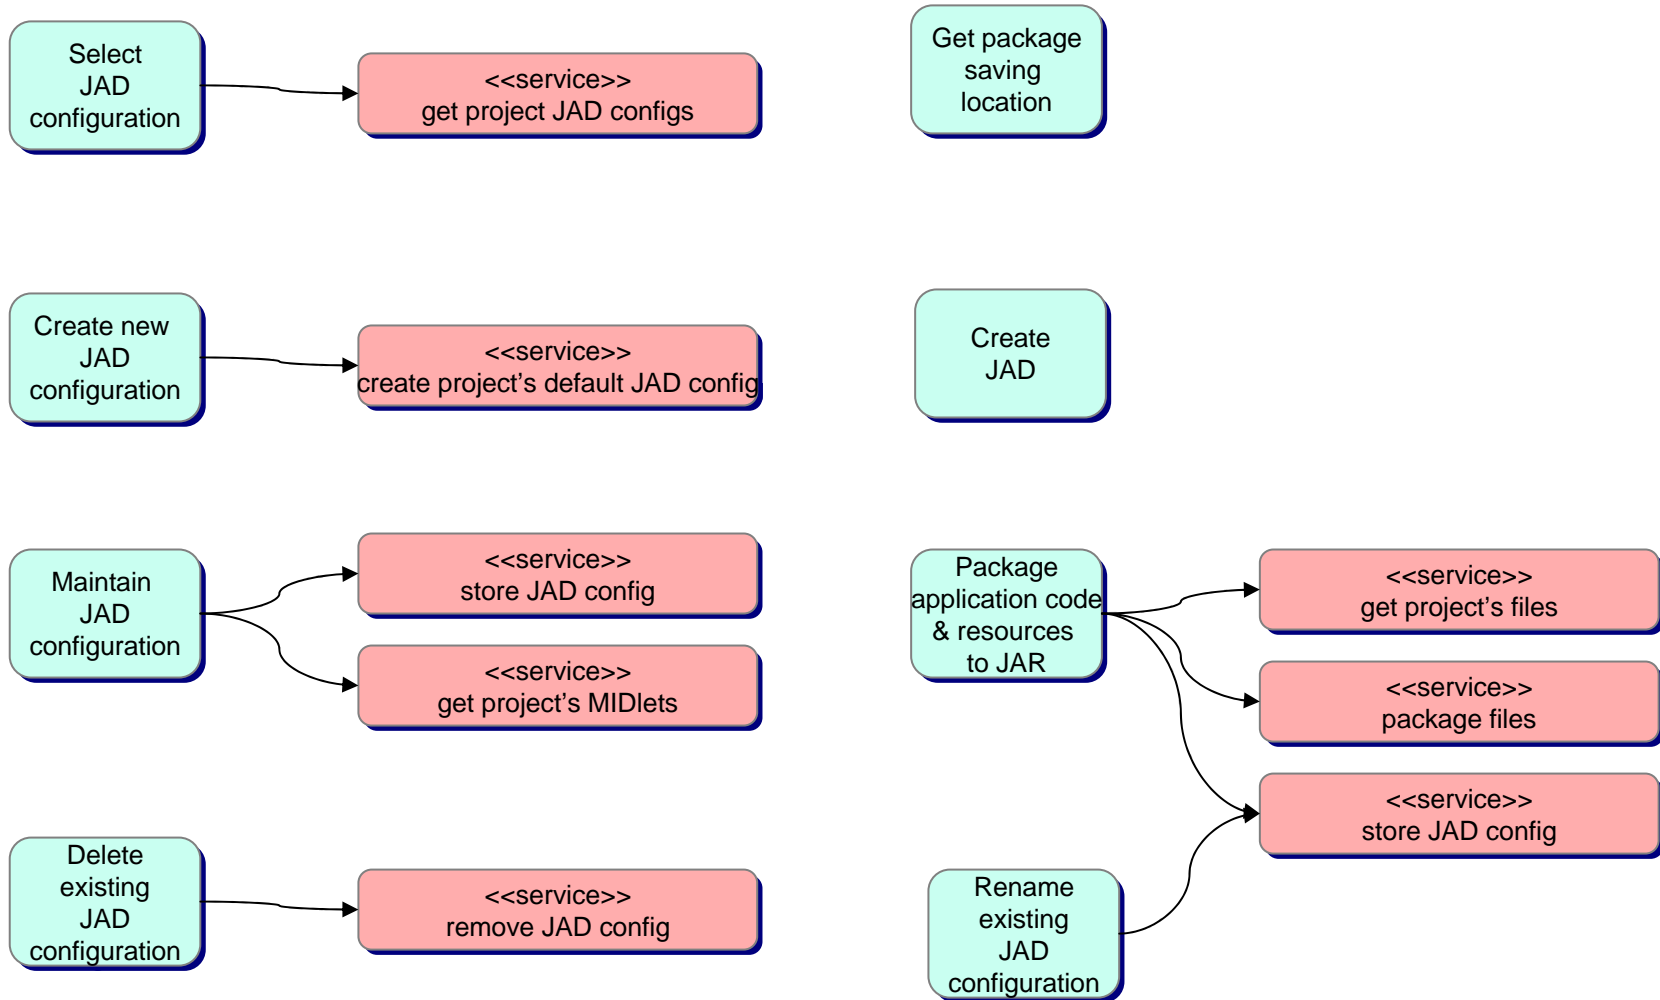 Select
JAD
configuration
<<service>>
get project JAD configs
Get package
saving
location
Create new
JAD
configuration
<<service>>
create project’s default JAD config
Create
JAD
Maintain
JAD
configuration
<<service>>
store JAD config
<<service>>
get project’s MIDlets
Package
application code
& resources
to JAR
<<service>>
get project’s files
<<service>>
package files
<<service>>
store JAD config
Delete
existing
JAD
configuration
<<service>>
remove JAD config
Rename
existing
JAD
configuration